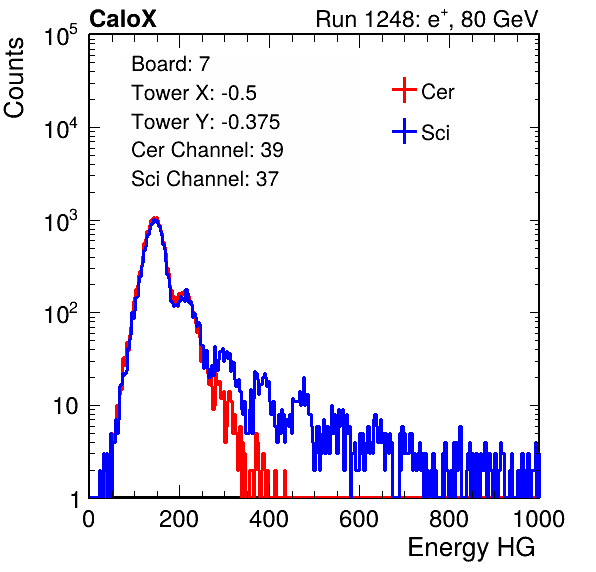 CaloX Run 1248: e⁺, 80 GeV
Counts
Board: 7
Tower X: -0.5
Tower Y: -0.375
Cer Channel: 39
Sci Channel: 37
Cer
Sci
10⁵
10⁴
10³
10²
10
1
0 200 400 600 800 1000
Energy HG